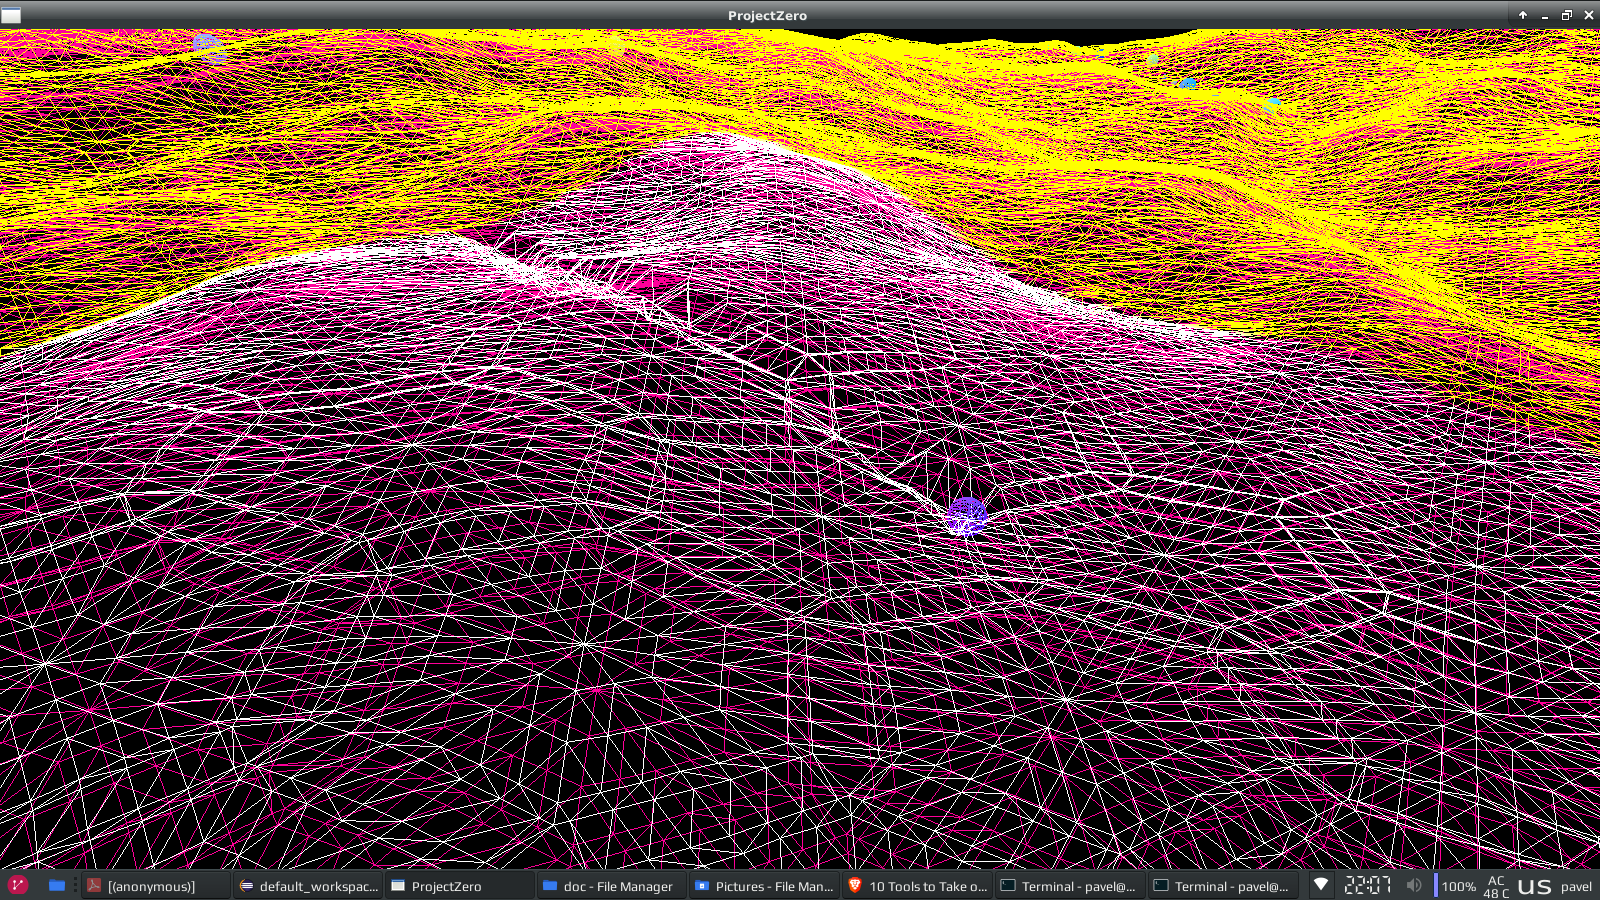 ProjectZero
[(anonymous)]
default_workspac...
ProjectZero
doc - File Manager
Pictures - File Man...
10 Tools to Take o...
Terminal - pavel@...
Terminal - pavel@...
22:07
100%
AC
48 C
US
pavel